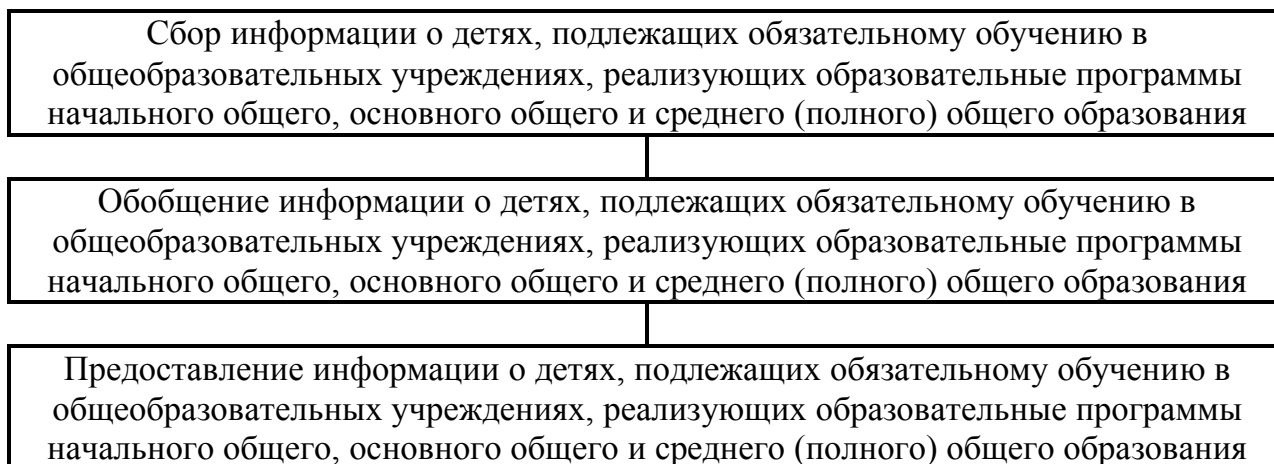 Сбор информации о детях, подлежащих обязательному обучению в
общеобразовательных учреждениях, реализующих образовательные программы
начального общего, основного общего и среднего (полного) общего образования
Обобщение информации о детях, подлежащих обязательному обучению в
общеобразовательных учреждениях, реализующих образовательные программы
начального общего, основного общего и среднего (полного) общего образования
Предоставление информации о детях, подлежащих обязательному обучению в
общеобразовательных учреждениях, реализующих образовательные программы
начального общего, основного общего и среднего (полного) общего образования